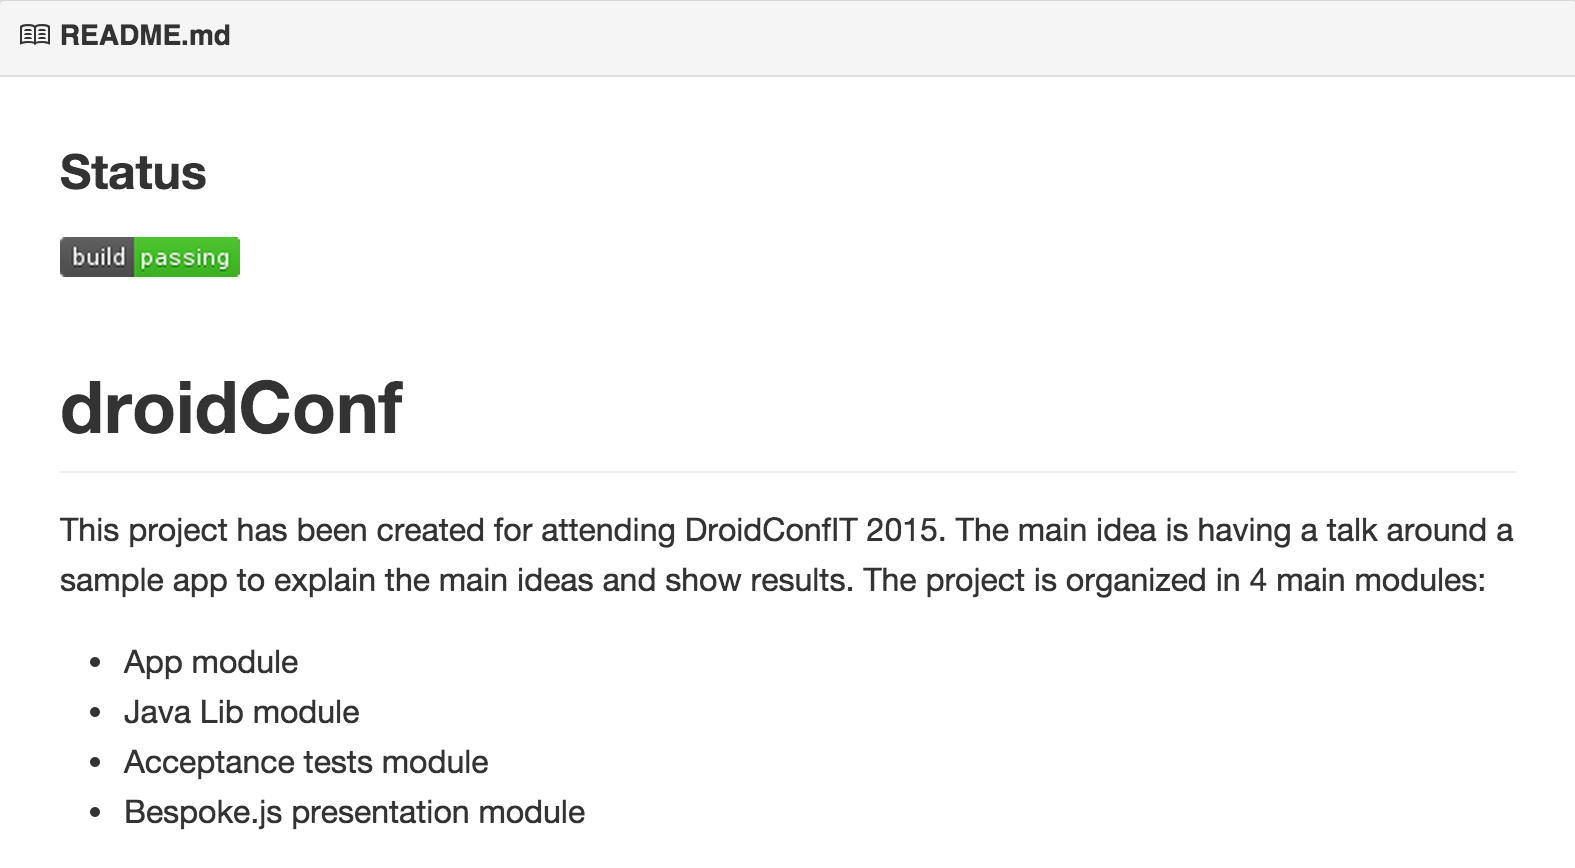 README.md
Status
build passing
droidConf
This project has been created for attending DroidConfIT 2015. The main idea is having a talk around a
sample app to explain the main ideas and show results. The project is organized in 4 main modules:
• App module
• Java Lib module
• Acceptance tests module
• Bespoke.js presentation module